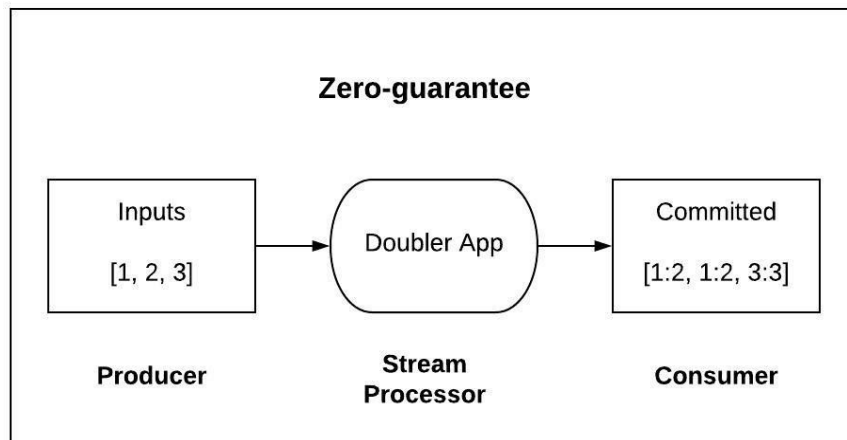 Zero-guarantee
Inputs
[1, 2, 3]
Doubler App
Committed
[1:2, 1:2, 3:3]
Producer
Stream
Processor
Consumer